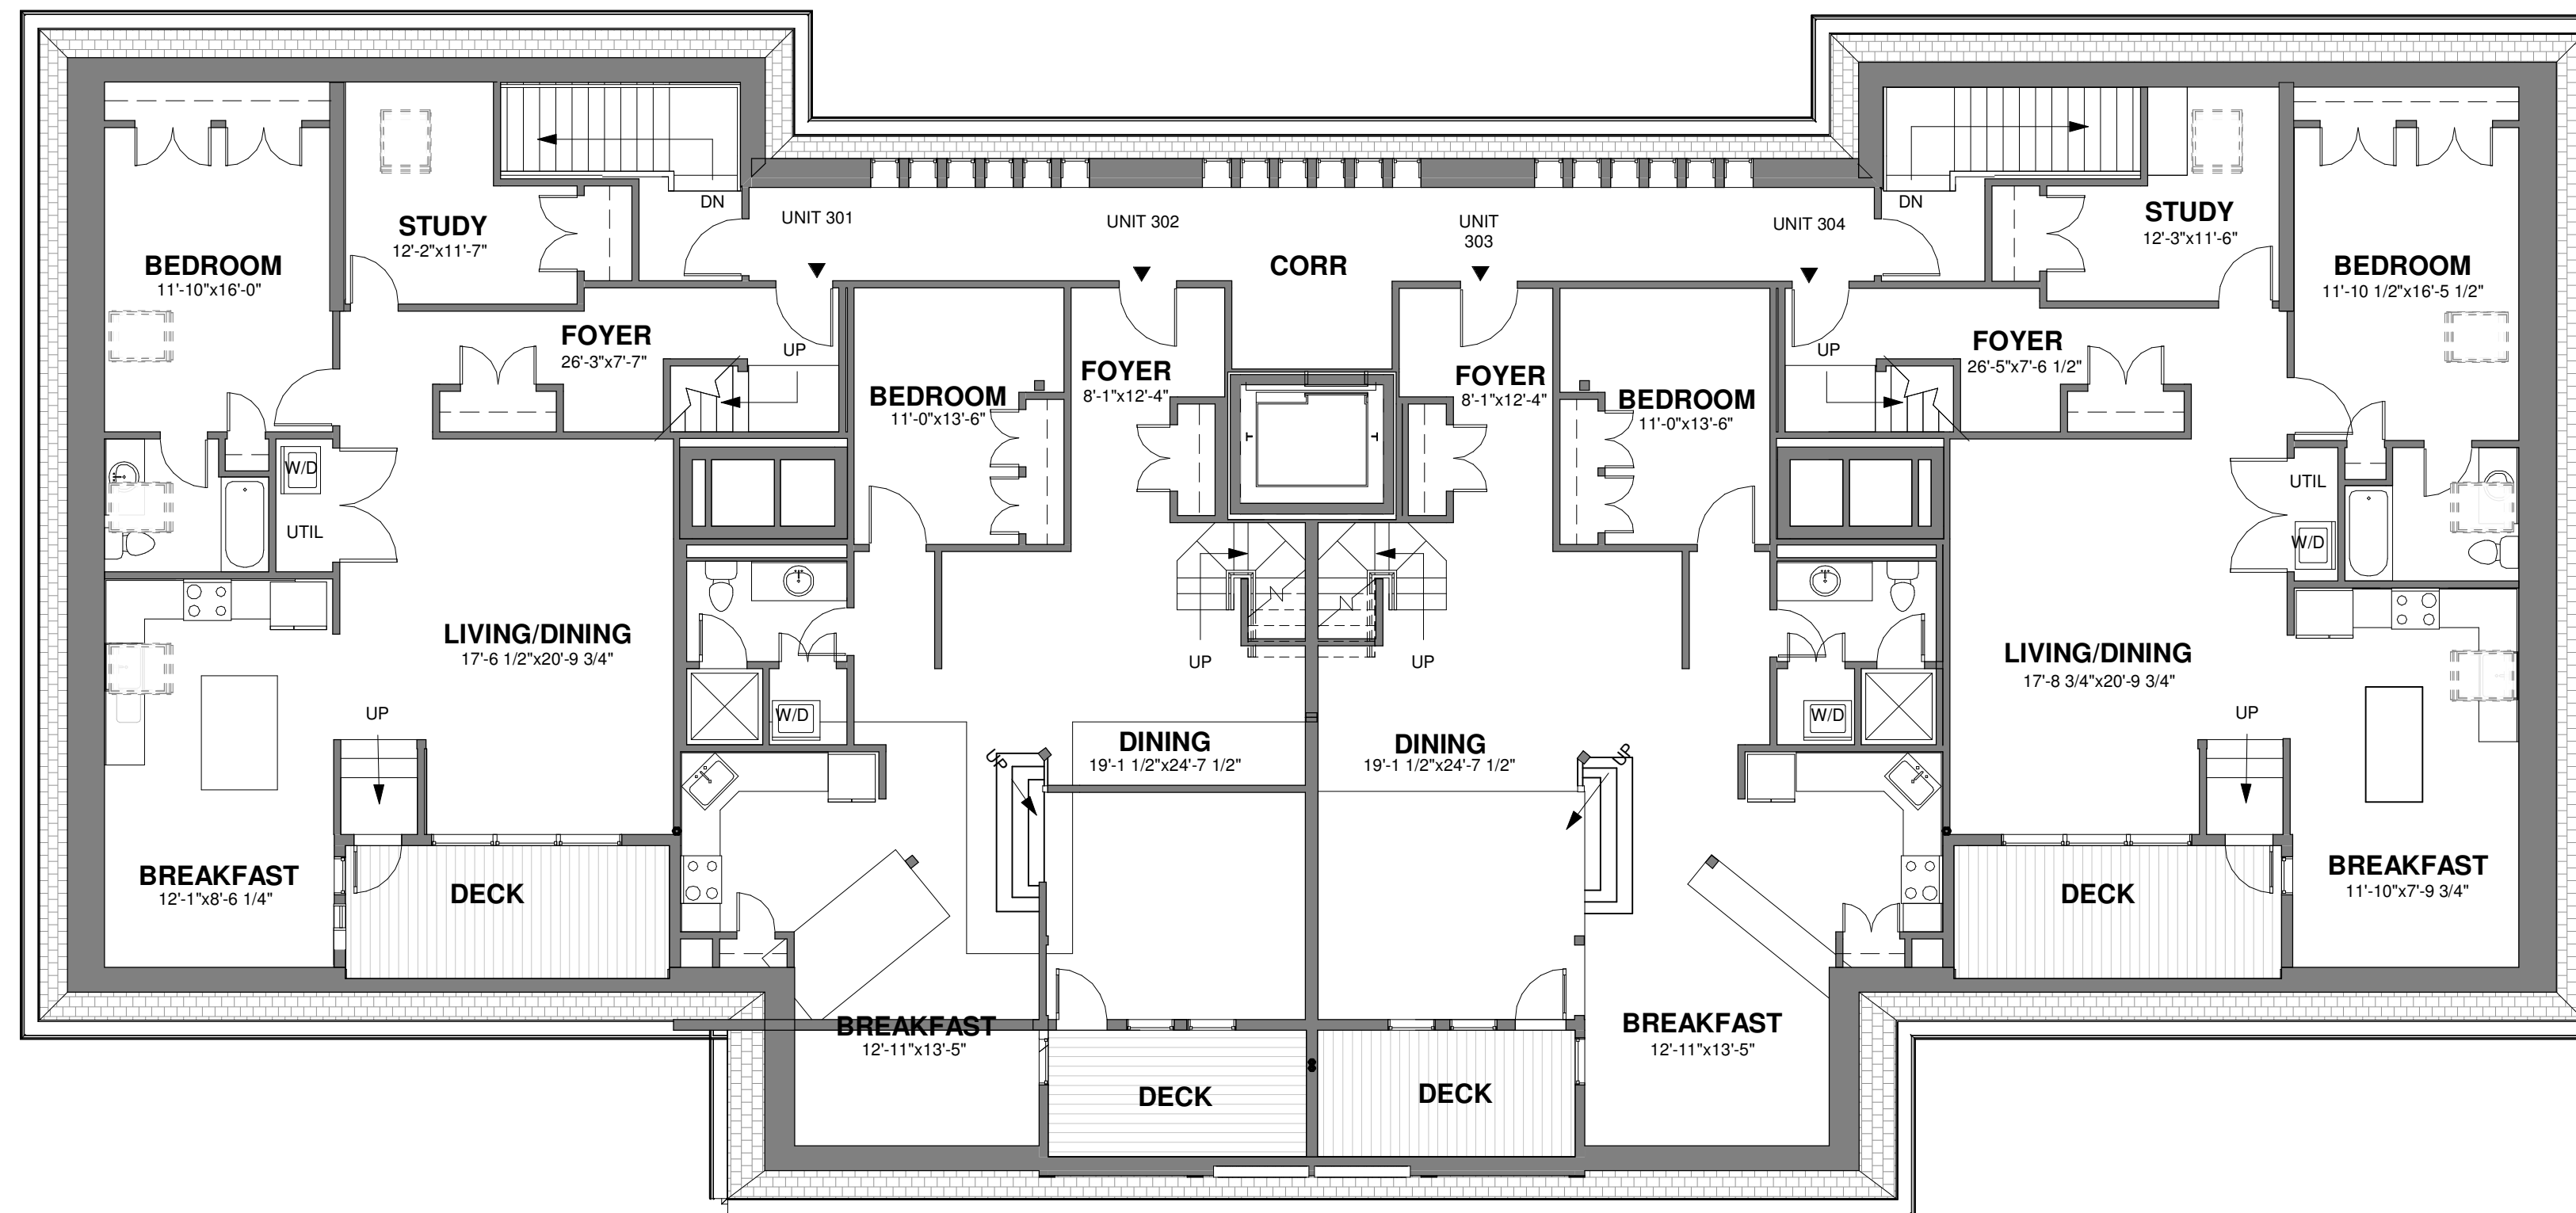 DN
UNIT 301
UNIT 302
UNIT
303
UNIT 304
DN
STUDY
12'-2"x11'-7"
STUDY
12'-3"x11'-6"
BEDROOM
11'-10"x16'-0"
CORR
BEDROOM
11'-10 1/2"x16'-5 1/2"
FOYER
26'-3"x7'-7"
UP
FOYER
8'-1"x12'-4"
FOYER
8'-1"x12'-4"
UP
FOYER
26'-5"x7'-6 1/2"
BEDROOM
11'-0"x13'-6"
BEDROOM
11'-0"x13'-6"
W/D
UTIL
UTIL
W/D
LIVING/DINING
17'-6 1/2"x20'-9 3/4"
UP
UP
LIVING/DINING
17'-8 3/4"x20'-9 3/4"
UP
W/D
W/D
UP
DINING
19'-1 1/2"x24'-7 1/2"
DINING
19'-1 1/2"x24'-7 1/2"
UP
UP
BREAKFAST
12'-1"x8'-6 1/4"
DECK
DECK
BREAKFAST
11'-10"x7'-9 3/4"
BREAKFAST
12'-11"x13'-5"
BREAKFAST
12'-11"x13'-5"
DECK
DECK